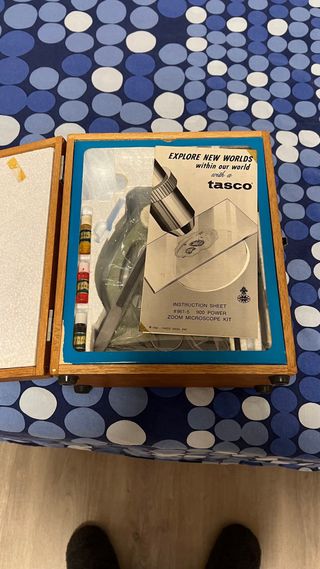 EXPLORE NEW WORLDS
within our world
with a
tasco
INSTRUCTION SHEET
900 POWER
ZOOM MICROSCOPE KIT